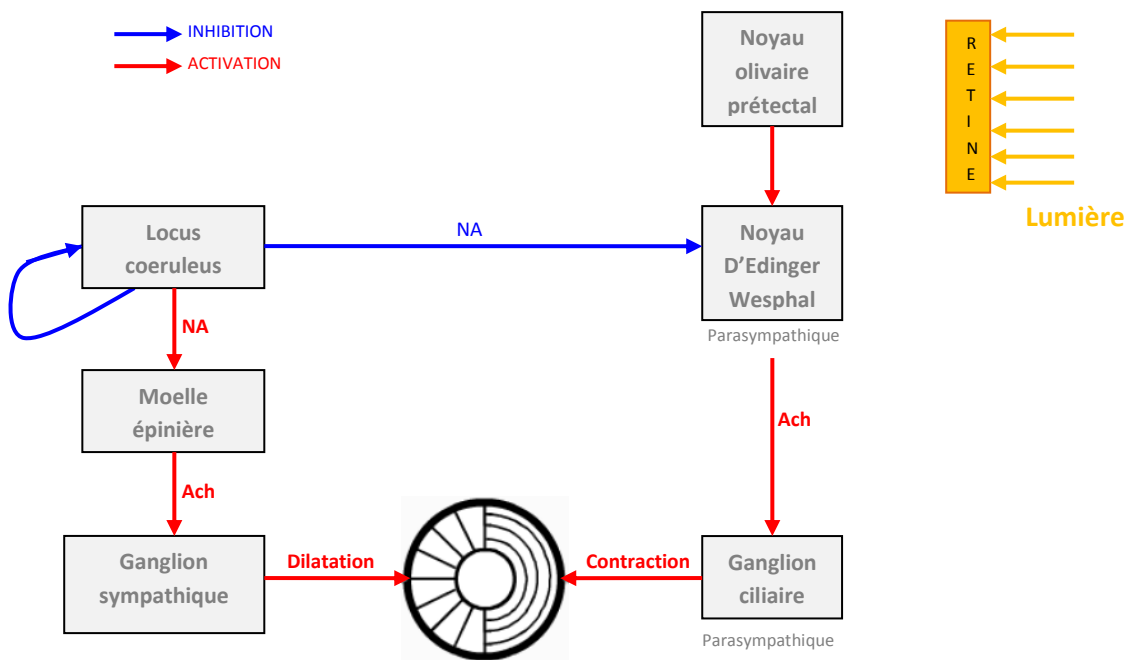 INHIBITION
ACTIVATION
Noyau
olivaire
prétectal
RETINE
Lumière
Locus
coeruleus
NA
Noyau
D'Edinger
Wesphal
Parasympathique
NA
Moelle
épinière
Ach
Ach
Ganglion
sympathique
Dilatation
Contraction
Ganglion
ciliaire
Parasympathique